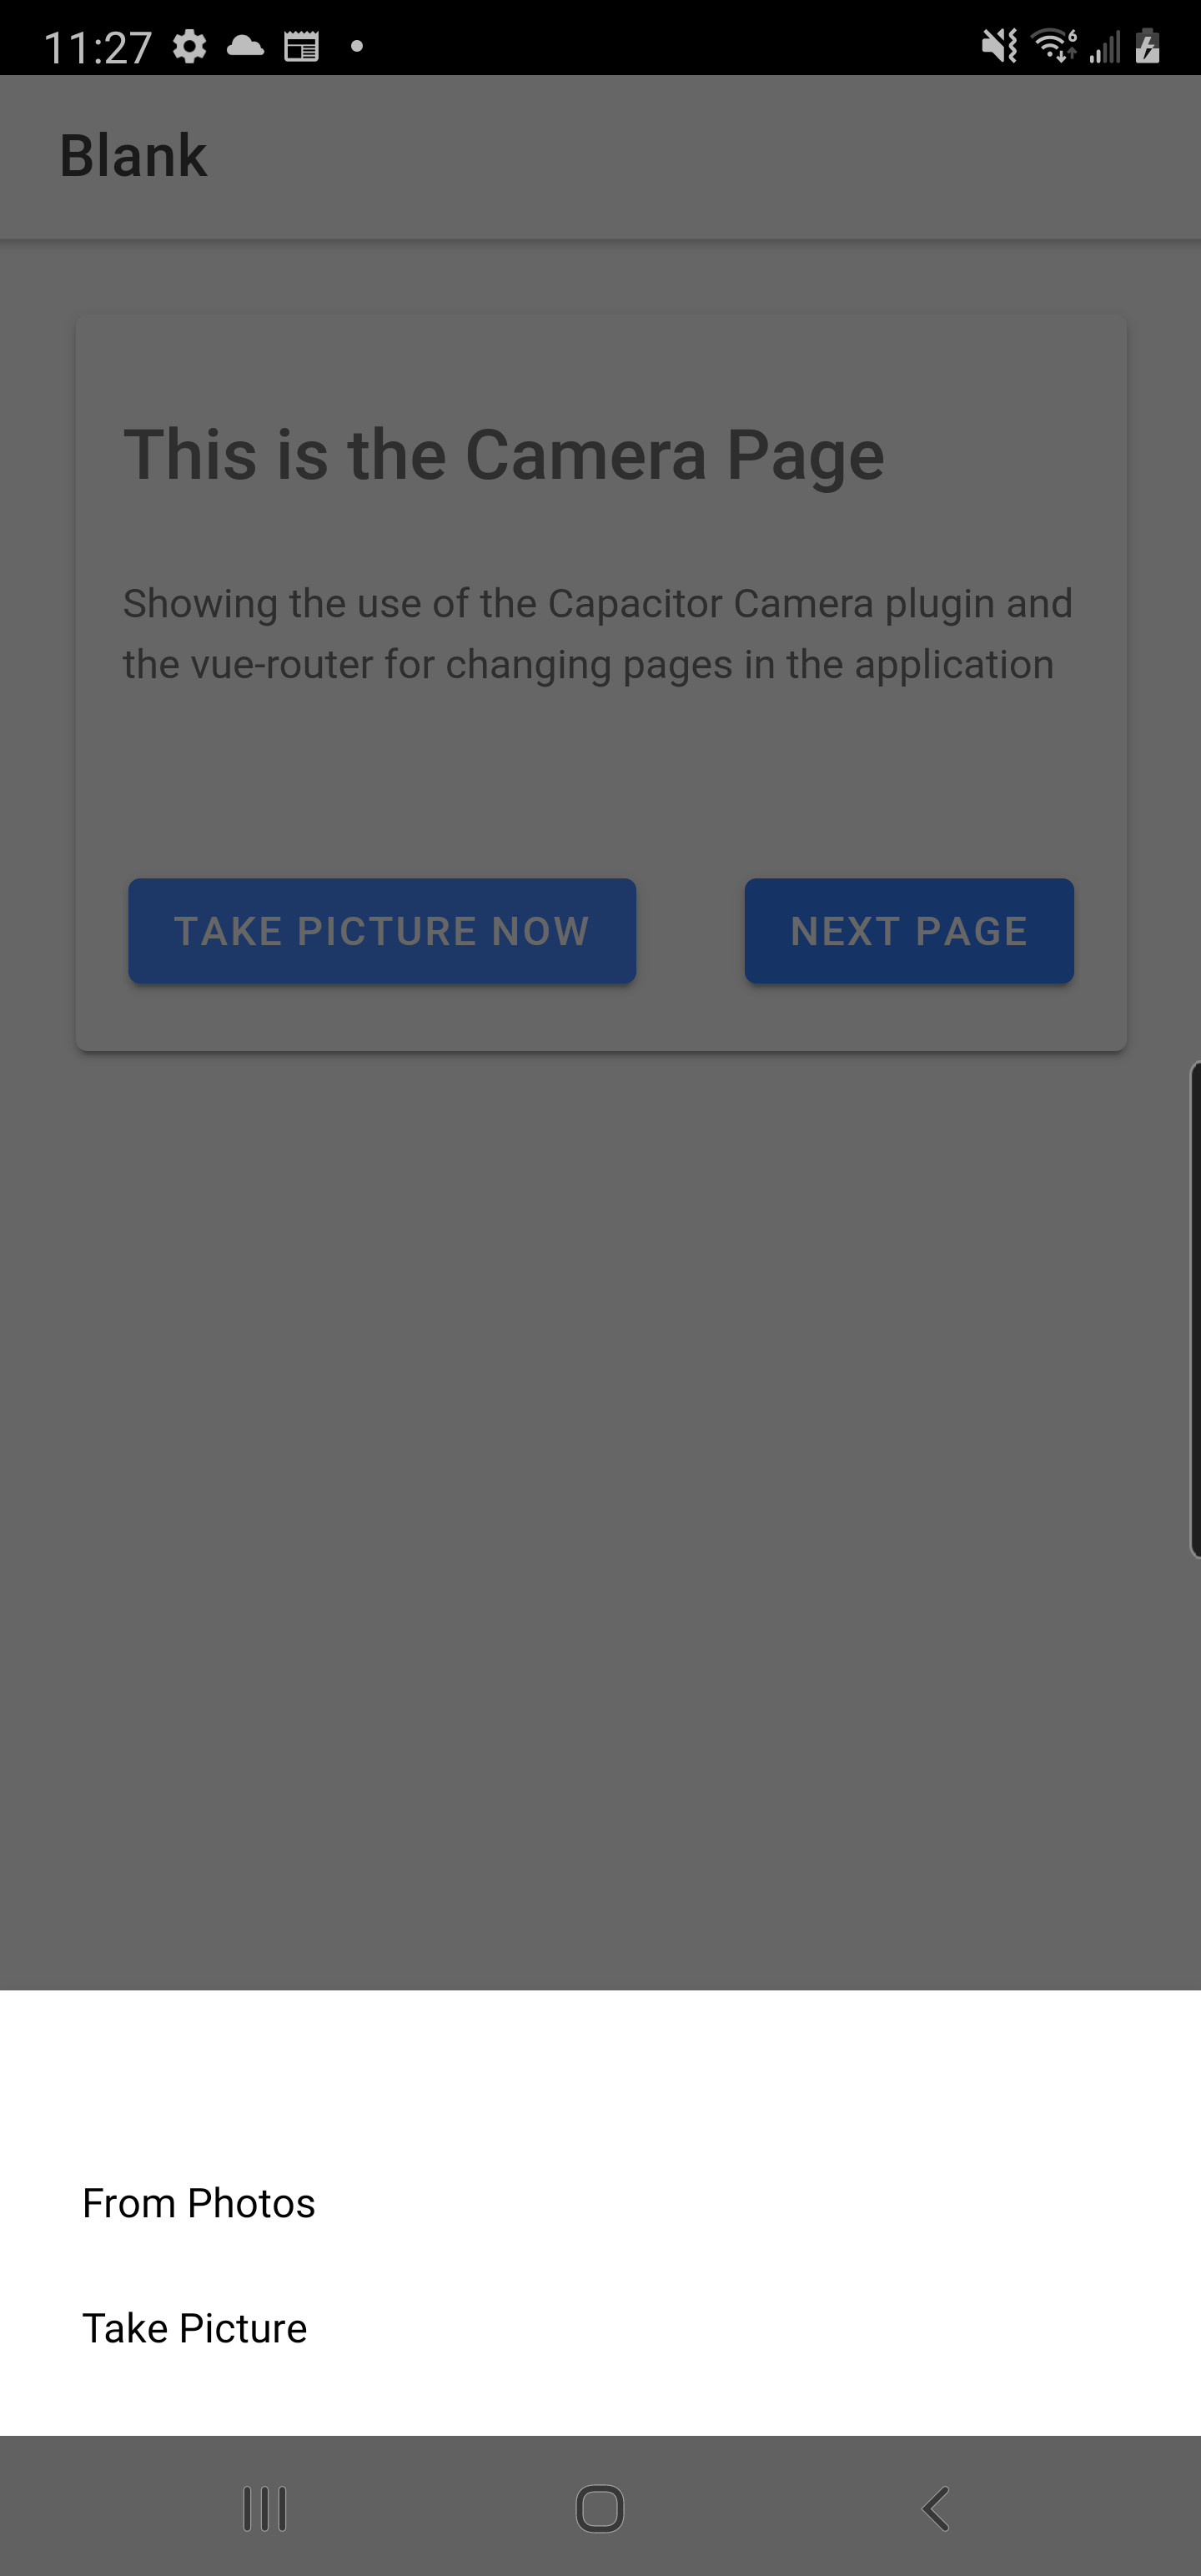 11:27
6
Blank
This is the Camera Page
Showing the use of the Capacitor Camera plugin and
the vue-router for changing pages in the application
TAKE PICTURE NOW
NEXT PAGE
From Photos
Take Picture